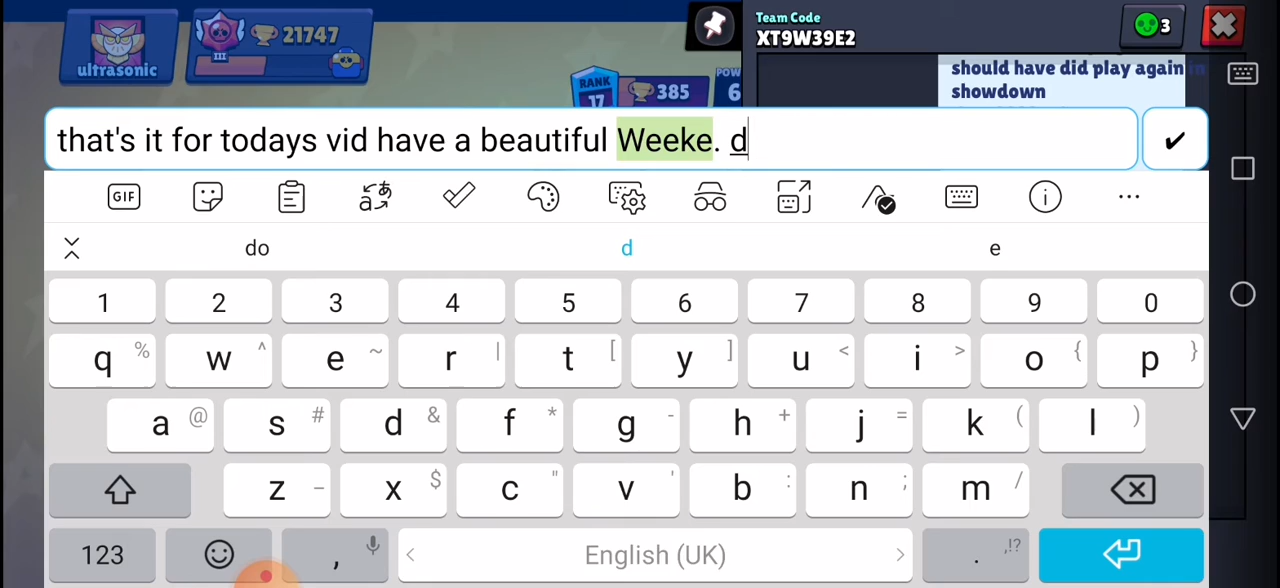 ultrasonic
III
21747
RANK
17
385
POW
6
Team Code
XT9W39E2
3
should have did play again in
showdown
that's it for todays vid have a beautiful Weeke. d
GIF
do d e
1 2 3 4 5 6 7 8 9 0
q % w ^ e ~ r | t [ y ] u < i > o { p }
a @ s # d & f * g - h + j = k ( l )
z _ x $ c " v ' b : n ; m /
123 , < English (UK) > . ,!?